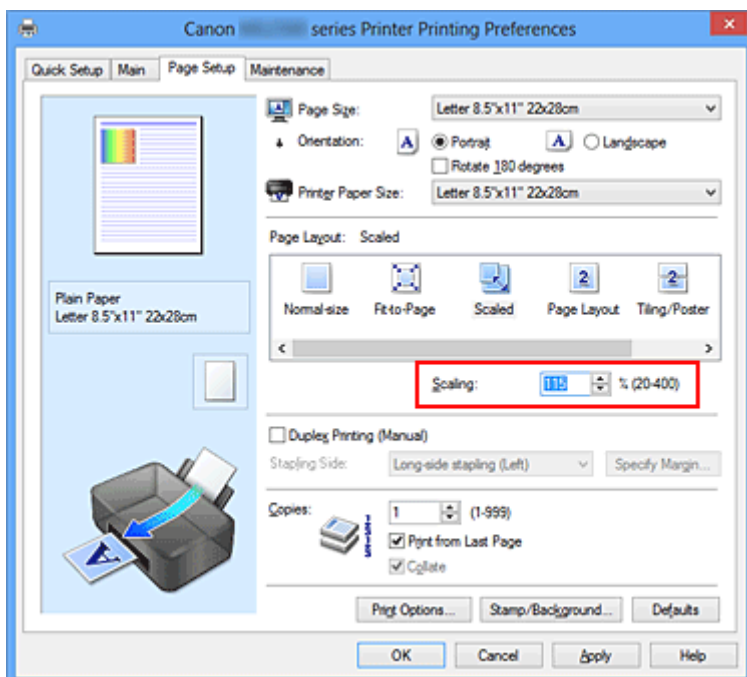 Canon series Printer Printing Preferences
Quick Setup Main Page Setup Maintenance
Page Size: Letter 8.5"x11" 22x28cm
Orientation: A Portrait A Landscape
Rotate 180 degrees
Printer Paper Size: Letter 8.5"x11" 22x28cm
Page Layout: Scaled
Normal-size Fit-to-Page Scaled Page Layout Tiling/Poster
Plain Paper
Letter 8.5"x11" 22x28cm
Scaling: 115 % (20-400)
Duplex Printing (Manual)
Stapling Side: Long-side stapling (Left) Specify Margin...
Copies: 1 (1-999)
Print from Last Page
Collate
Print Options... Stamp/Background... Defaults
OK Cancel Apply Help